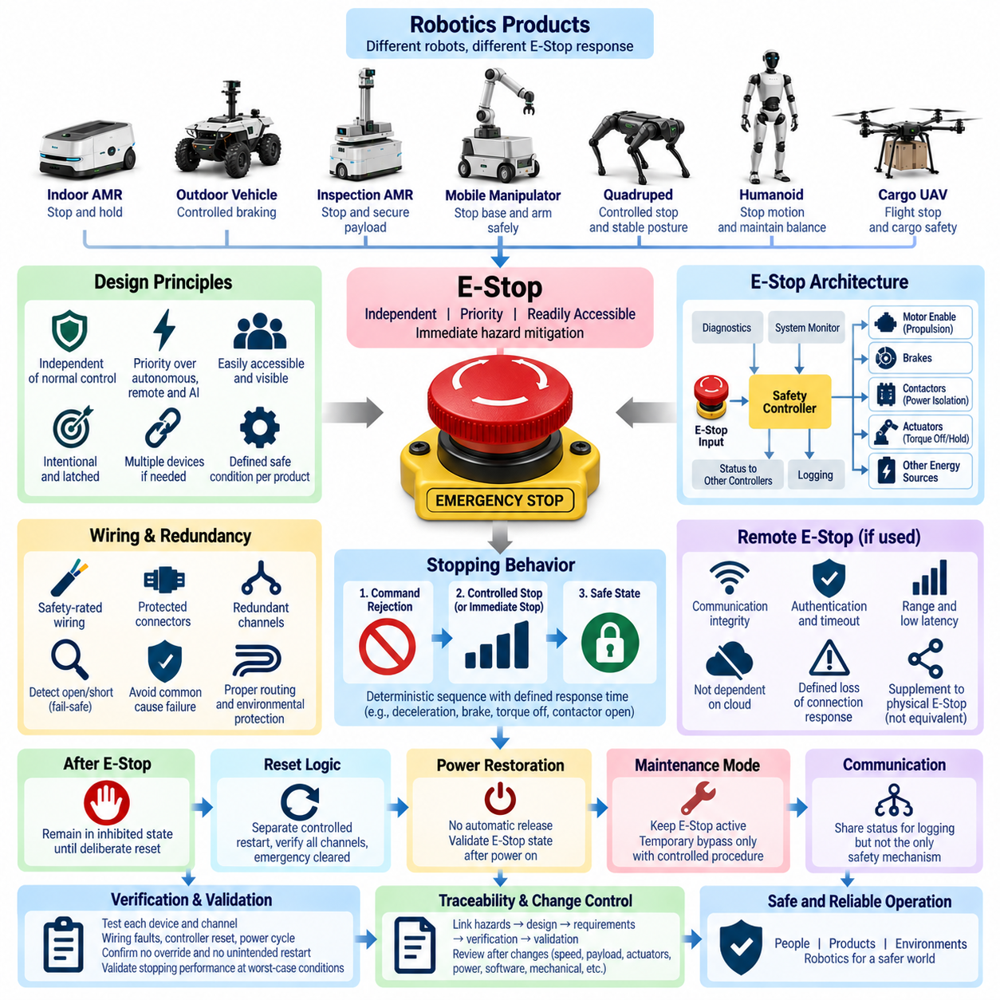 Robotics Products
Different robots, different E-Stop response
Indoor AMR
Stop and hold
Outdoor Vehicle
Controlled braking
Inspection AMR
Stop and secure
payload
Mobile Manipulator
Stop base and arm
safely
Quadruped
Controlled stop
and stable posture
Humanoid
Stop motion
and maintain balance
Cargo UAV
Flight stop
and cargo safety
Design Principles
Independent
of normal control
Priority over
autonomous,
remote and AI
Easily accessible
and visible
Intentional
and latched
Multiple devices
if needed
Defined safe
condition per product
E-Stop
Independent | Priority | Readily Accessible
Immediate hazard mitigation
EMERGENCY STOP
E-Stop Architecture
Diagnostics
System Monitor
E-Stop
Input
Safety
Controller
Status to
Other Controllers
Logging
Motor Enable
(Propulsion)
Brakes
Contactors
(Power Isolation)
Actuators
(Torque Off/Hold)
Other Energy
Sources
Wiring & Redundancy
Safety-rated
wiring
Protected
connectors
Redundant
channels
Detect open/short
(fail-safe)
Avoid common
cause failure
Proper routing
and environmental
protection
Stopping Behavior
1. Command
Rejection
2. Controlled Stop
(or Immediate Stop)
3. Safe State
Deterministic sequence with defined response time
(e.g., deceleration, brake, torque off, contactor open)
Remote E-Stop (if used)
Communication
integrity
Authentication
and timeout
Range and
low latency
Not dependent
on cloud
Defined loss
of connection
response
Supplement to
physical E-Stop
(not equivalent)
After E-Stop
Remain in inhibited state
until deliberate reset
Reset Logic
Separate controlled
restart, verify all channels,
emergency cleared
Power Restoration
No automatic release
Validate E-Stop state
after power on
Maintenance Mode
Keep E-Stop active
Temporary bypass only
with controlled procedure
Communication
Share status for logging
but not the only
safety mechanism
Verification & Validation
Test each device and channel
Wiring faults, controller reset, power cycle
Confirm no override and no unintended restart
Validate stopping performance at worst-case conditions
Traceability & Change Control
Link hazards → design → requirements
→ verification → validation
Review after changes (speed, payload, actuators,
power, software, mechanical, etc.)
Safe and Reliable Operation
People | Products | Environments
Robotics for a safer world